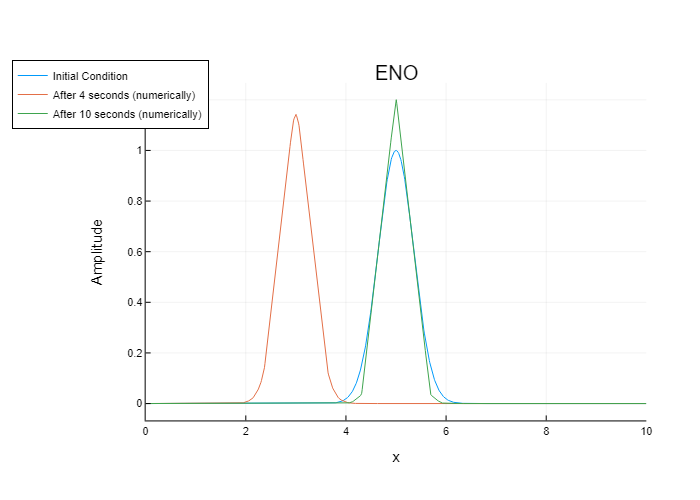 ENO
Initial Condition
After 4 seconds (numerically)
After 10 seconds (numerically)
Amplitude
1
0.8
0.6
0.4
0.2
0
0 2 4 6 8 10
x